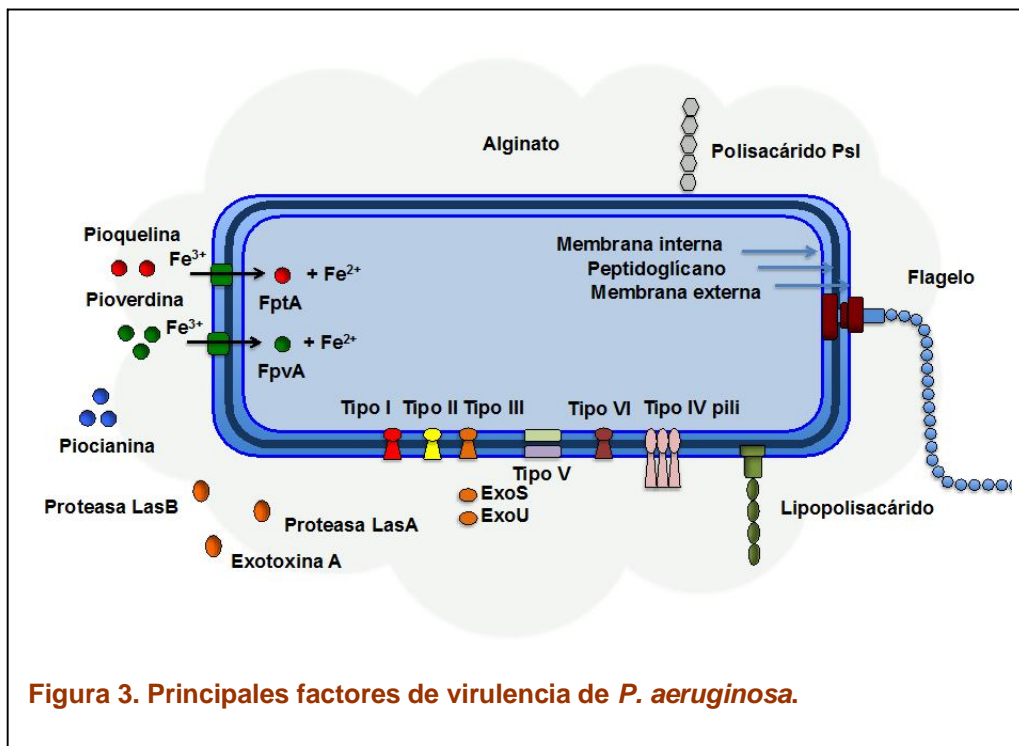 Alginato
Polisacárido Psl
Pioquelina
Fe3+
+ Fe2+
FptA
Pioverdina
Fe3+
+ Fe2+
FpvA
Piocianina
Membrana interna
Peptidoglícano
Membrana externa
Flagelo
Tipo I
Tipo II
Tipo III
Tipo VI
Tipo IV pili
Tipo V
ExoS
ExoU
Lipopolisacárido
Proteasa LasB
Proteasa LasA
Exotoxina A
Figura 3. Principales factores de virulencia de P. aeruginosa.